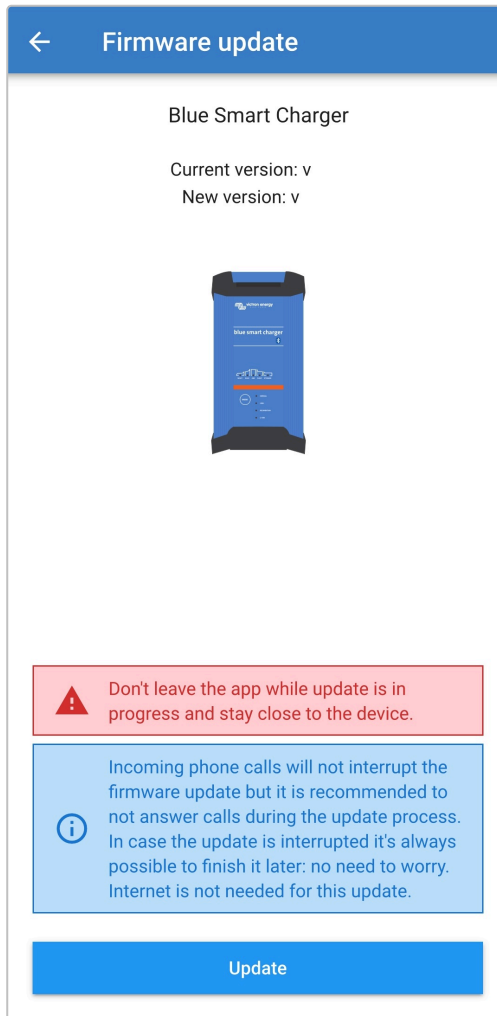 Firmware update
Blue Smart Charger
Current version: v
New version: v
victron energy
blue smart charger
Don't leave the app while update is in
progress and stay close to the device.
Incoming phone calls will not interrupt the
firmware update but it is recommended to
not answer calls during the update process.
In case the update is interrupted it's always
possible to finish it later: no need to worry.
Internet is not needed for this update.
Update